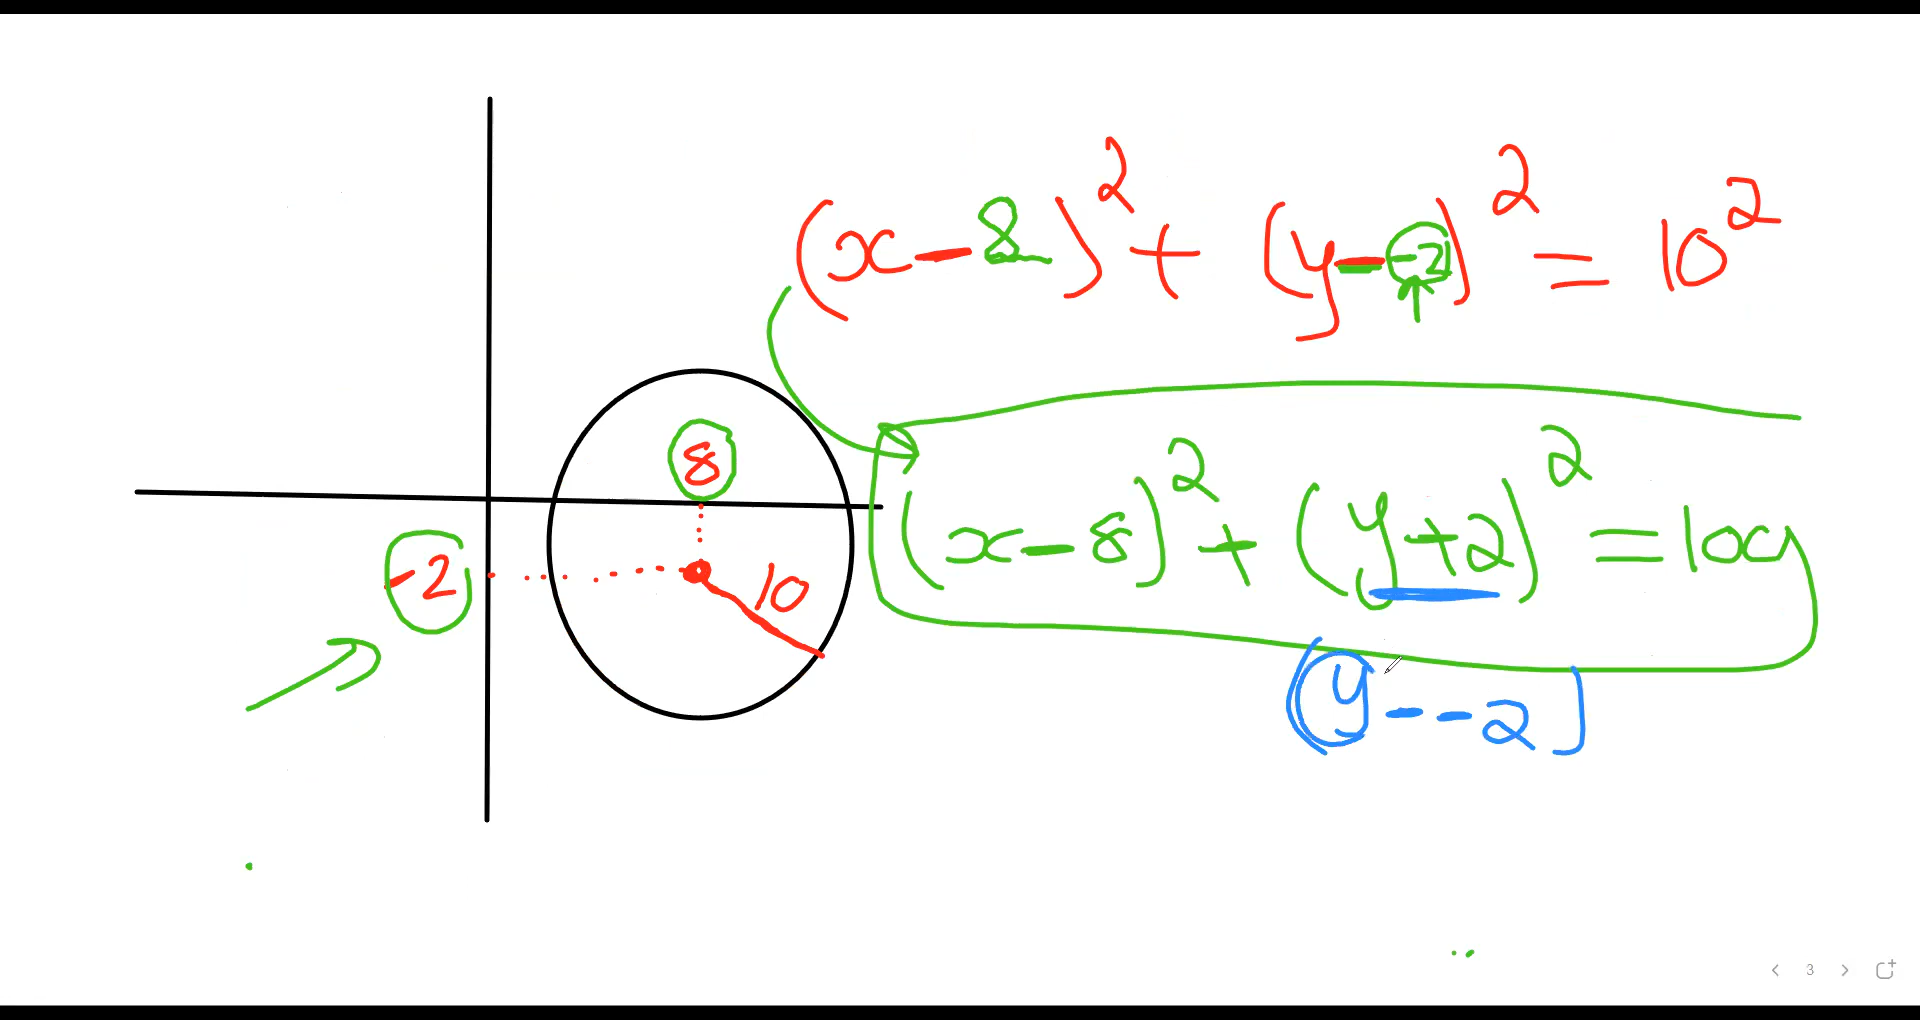 (x-8)² + (y--2)² = 10²
8
(x-8)² + (y+2)² = 100
-2
10
(y--2)
3